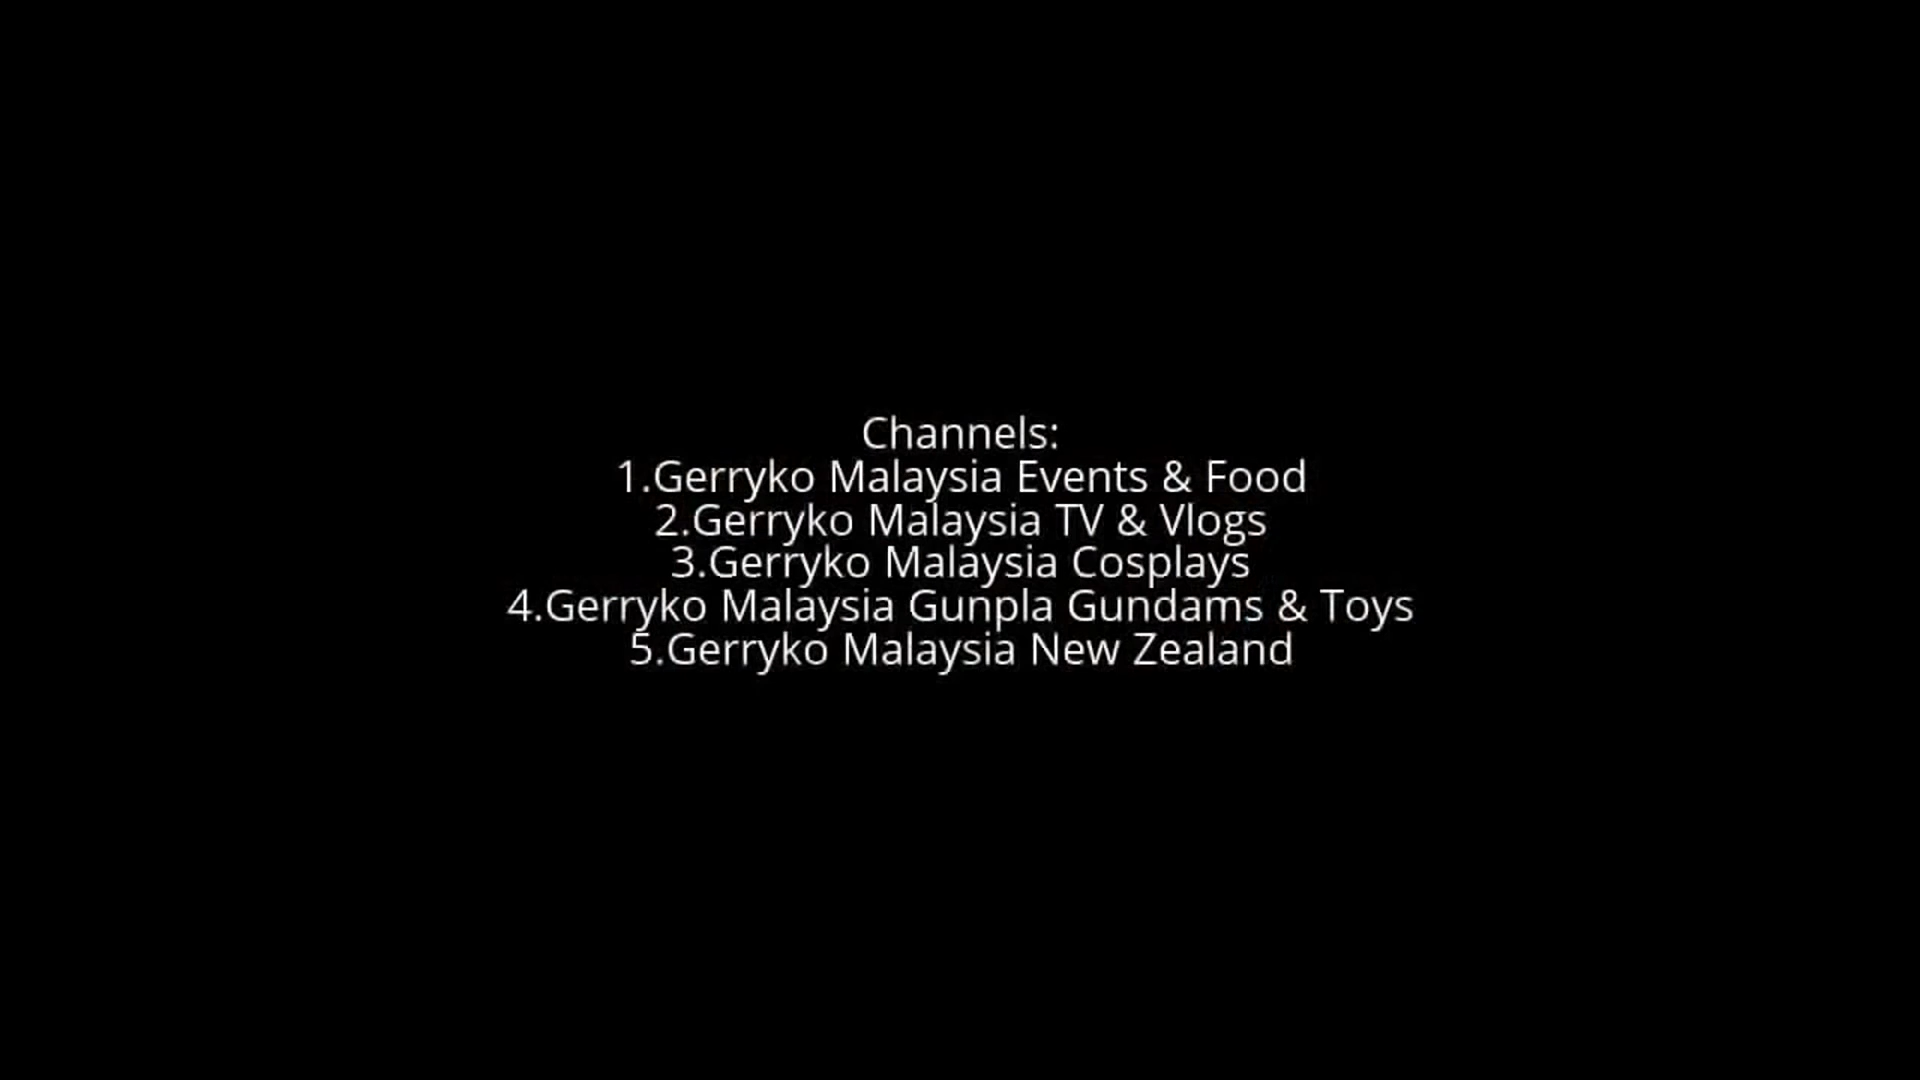 Channels:
1.Gerryko Malaysia Events & Food
2.Gerryko Malaysia TV & Vlogs
3.Gerryko Malaysia Cosplays
4.Gerryko Malaysia Gunpla Gundams & Toys
5.Gerryko Malaysia New Zealand